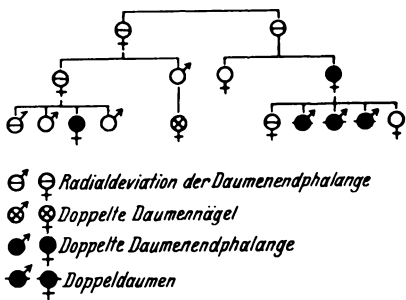 Radialdeviation der Daumenendphalange
Doppelte Daumennägel
Doppelte Daumenendphalange
Doppeldaumen